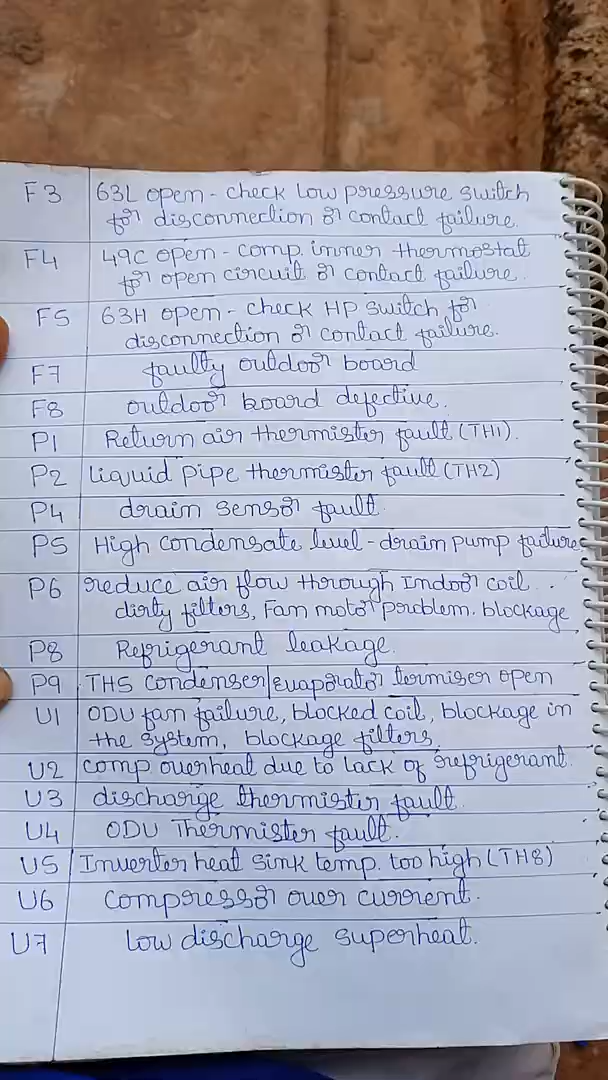 F3 63L open - check low pressure switch
for disconnection or contact failure.
F4 49C open - comp. inner thermostat
for open circuit or contact failure.
F5 63H open - check HP switch for
disconnection or contact failure.
F7 faulty outdoor board
F8 outdoor board defective.
P1 Return air thermister fault (TH1).
P2 Liquid pipe thermister fault (TH2)
P4 drain sensor fault.
P5 High condensate level - drain pump failure
P6 reduce air flow through Indoor coil.
dirty filters, Fan motor problem. blockage
P8 Refrigerant leakage.
P9 TH5 condenser/evaporator termiser open
U1 ODU fan failure, blocked coil, blockage in
the system, blockage filters
U2 comp. overheat due to lack of refrigerant.
U3 discharge thermister fault.
U4 ODU Thermister fault.
U5 Inverter heat sink temp. too high (TH8)
U6 compressor over current.
U7 low discharge superheat.